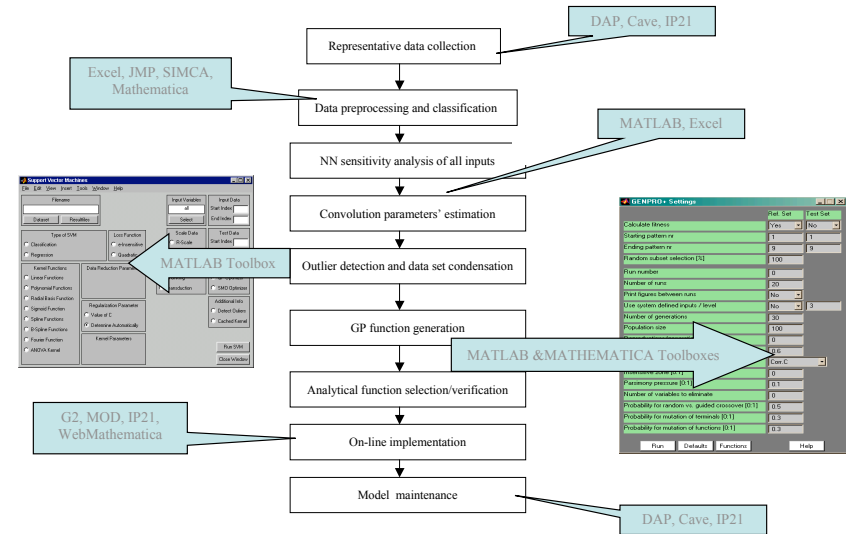 DAP, Cave, IP21
Representative data collection
Excel, JMP, SIMCA,
Mathematica
Data preprocessing and classification
MATLAB, Excel
NN sensitivity analysis of all inputs
Convolution parameters' estimation
Outlier detection and data set condensation
GP function generation
Analytical function selection/verification
On-line implementation
Model maintenance
MATLAB Toolbox
MATLAB &MATHEMATICA Toolboxes
G2, MOD, IP21,
WebMathematica
DAP, Cave, IP21
Support Vector Machines
File Edit View Insert Tools Window Help
Filename
Dataset Resultfiles
Input Variables
all
Select
Input Data
Start Index
End Index
Type of SVM
Classification
Regression
Loss Function
e-Insensitive
Quadratic
Scale Data
R-Scale
Test Data
Start Index
Kernel Functions
Linear Functions
Polynomial Functions
Radial Basis Function
Sigmoid Function
Spline Functions
B-Spline Functions
Fourier Function
ANOVA Kernel
Data Reduction Parameter
Regularization Parameter
Value of C
Determine Automatically
Kernel Parameters
SMO Optimizer
Additional Info
Detect Outliers
Cached Kernel
Run SVM
Close Window
GENPRO+ Settings
Rel. Set Test Set
Calculate fitness Yes No
Starting pattern nr 1 1
Ending pattern nr 9 9
Random subset selection [%] 100
Run number 0
Number of runs 20
Print figures between runs No
Use system defined inputs / level No 3
Number of generations 30
Population size 100
0
0.6
Corr.C
0
Parsimony pressure [0:1] 0.1
Number of variables to eliminate 0
Probability for random vs. guided crossover [0:1] 0.5
Probability for mutation of terminals [0:1] 0.3
Probability for mutation of functions [0:1] 0.3
Run Defaults Functions Help